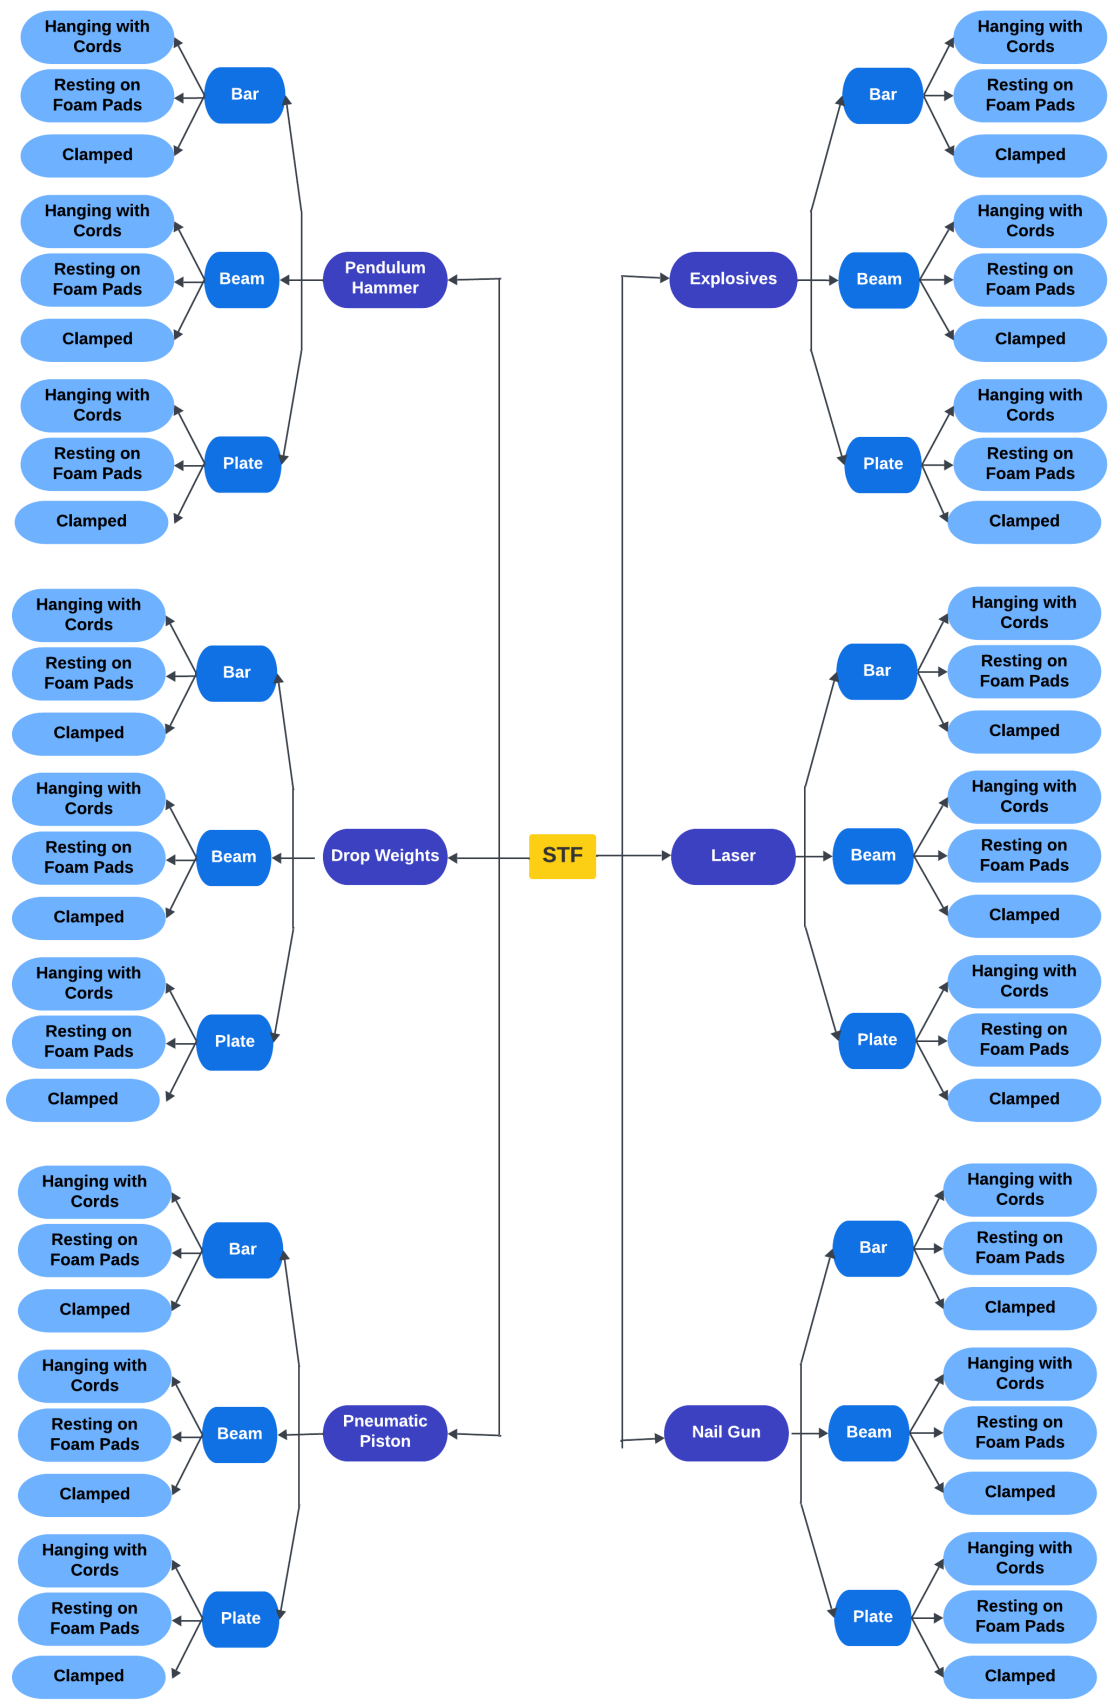 Hanging with
Cords
Resting on
Foam Pads
Clamped
Bar
Hanging with
Cords
Resting on
Foam Pads
Clamped
Beam
Hanging with
Cords
Resting on
Foam Pads
Clamped
Plate
Pendulum
Hammer
Hanging with
Cords
Resting on
Foam Pads
Clamped
Bar
Hanging with
Cords
Resting on
Foam Pads
Clamped
Beam
Hanging with
Cords
Resting on
Foam Pads
Clamped
Plate
Drop Weights
Hanging with
Cords
Resting on
Foam Pads
Clamped
Bar
Hanging with
Cords
Resting on
Foam Pads
Clamped
Beam
Hanging with
Cords
Resting on
Foam Pads
Clamped
Plate
Pneumatic
Piston
STF
Explosives
Bar
Hanging with
Cords
Resting on
Foam Pads
Clamped
Beam
Hanging with
Cords
Resting on
Foam Pads
Clamped
Plate
Hanging with
Cords
Resting on
Foam Pads
Clamped
Laser
Bar
Hanging with
Cords
Resting on
Foam Pads
Clamped
Beam
Hanging with
Cords
Resting on
Foam Pads
Clamped
Plate
Hanging with
Cords
Resting on
Foam Pads
Clamped
Nail Gun
Bar
Hanging with
Cords
Resting on
Foam Pads
Clamped
Beam
Hanging with
Cords
Resting on
Foam Pads
Clamped
Plate
Hanging with
Cords
Resting on
Foam Pads
Clamped